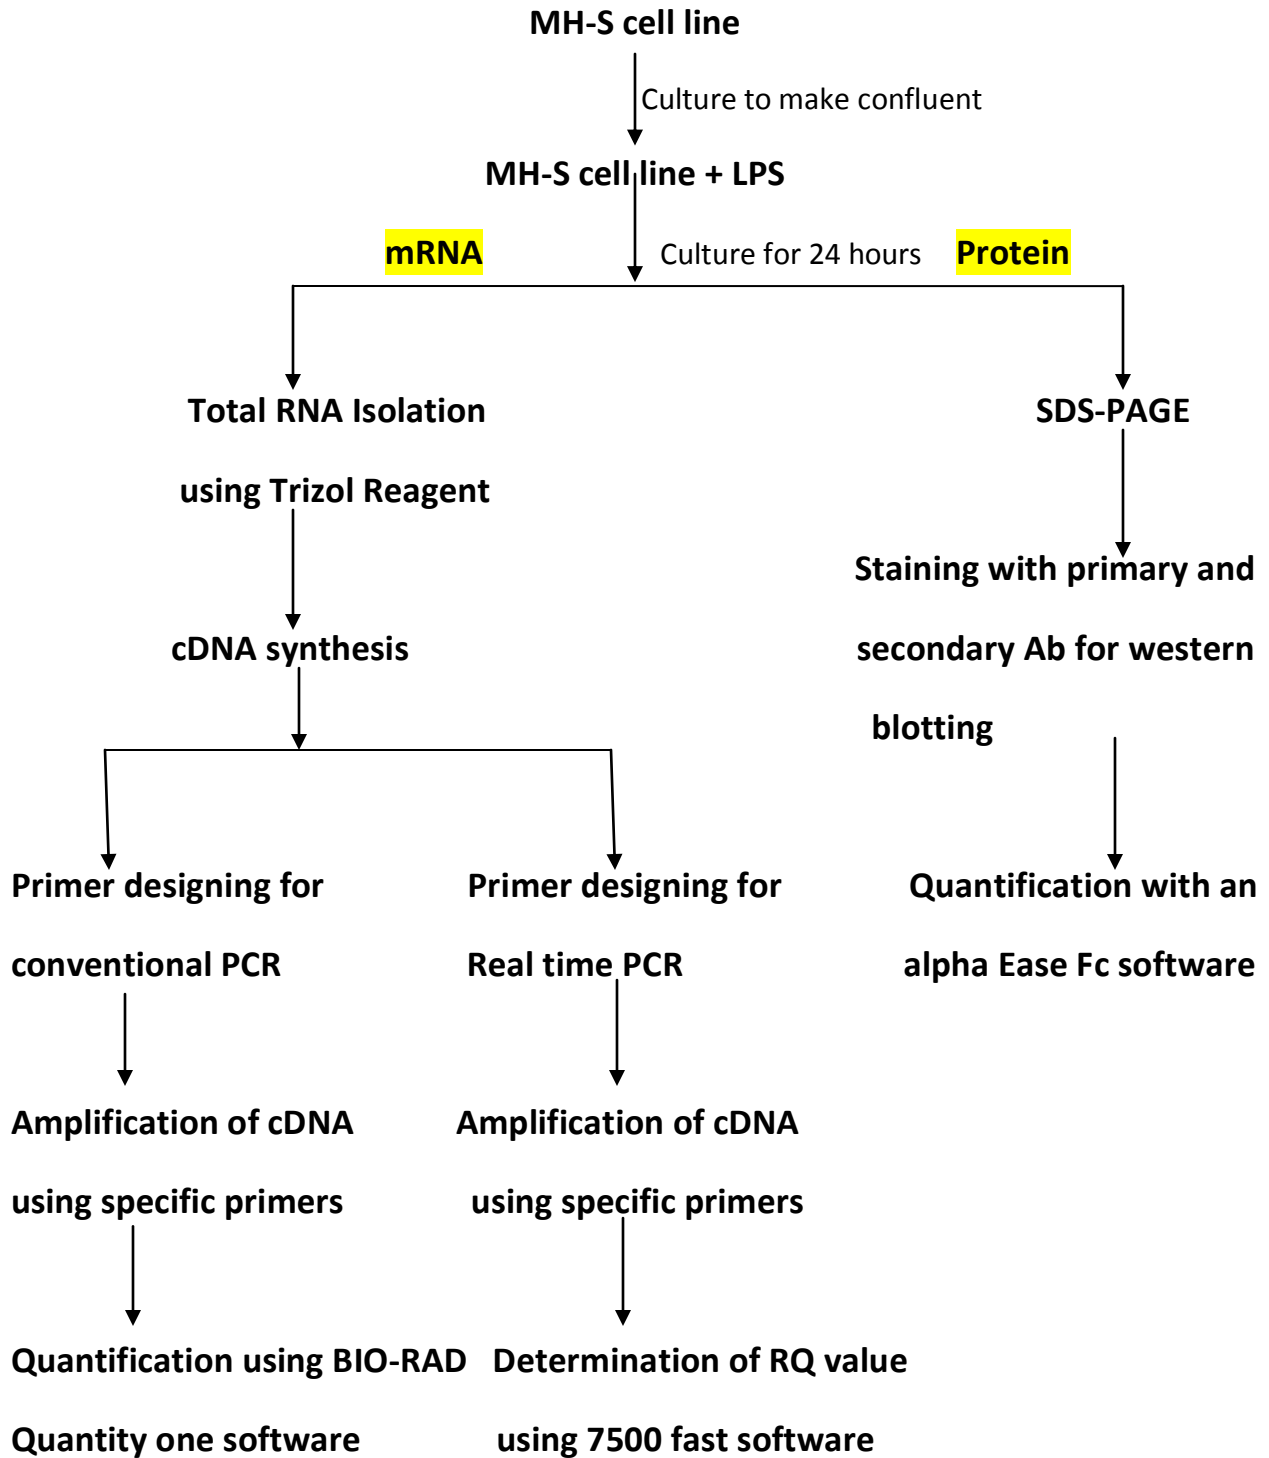 MH-S cell line
Culture to make confluent
MH-S cell line + LPS
mRNA
Culture for 24 hours
Protein
Total RNA Isolation
using Trizol Reagent
cDNA synthesis
Primer designing for
conventional PCR
Amplification of cDNA
using specific primers
Quantification using BIO-RAD
Quantity one software
Primer designing for
Real time PCR
Amplification of cDNA
using specific primers
Determination of RQ value
using 7500 fast software
SDS-PAGE
Staining with primary and
secondary Ab for western
blotting
Quantification with an
alpha Ease Fc software